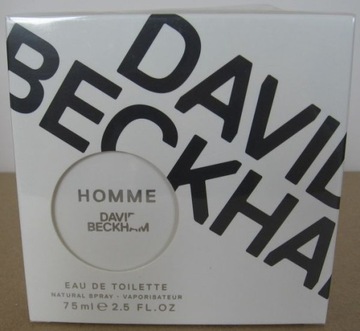 DAVID
BECKHAM
HOMME
DAVID
BECKHAM
EAU DE TOILETTE
NATURAL SPRAY - VAPORISATEUR
75ml e 2.5 FL.OZ